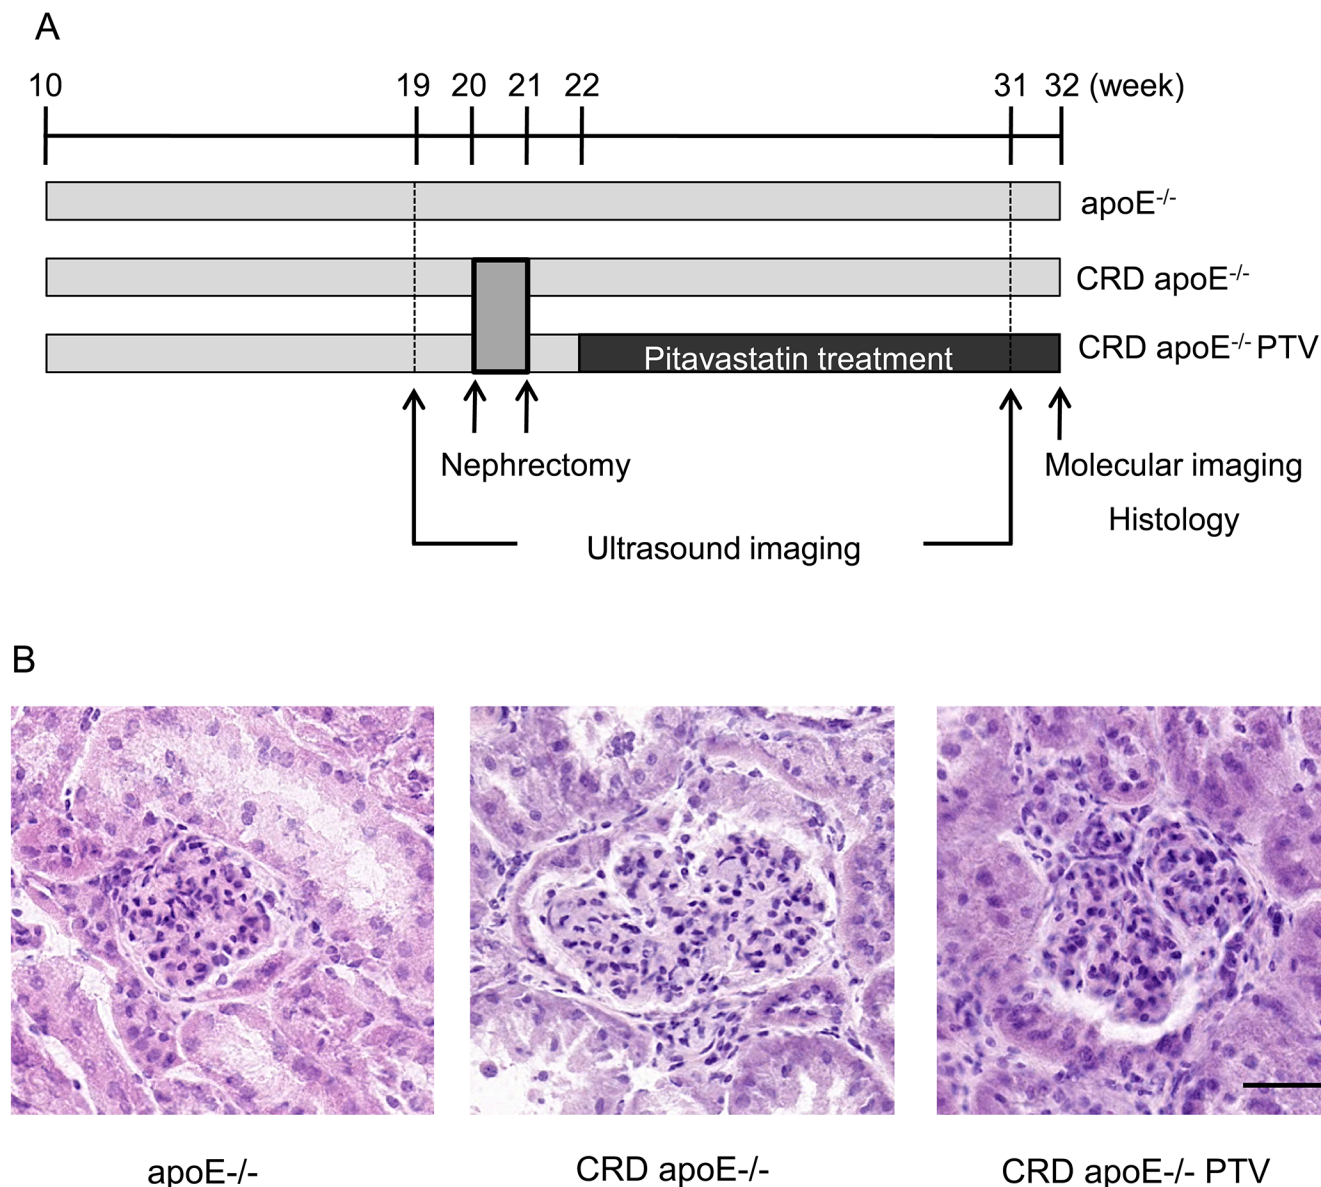 A
10 19 20 21 22 31 32 (week)
apoE-/-
CRD apoE-/-
Pitavastatin treatment CRD apoE-/- PTV
Nephrectomy Molecular imaging
Histology
Ultrasound imaging
B
apoE-/- CRD apoE-/- CRD apoE-/- PTV